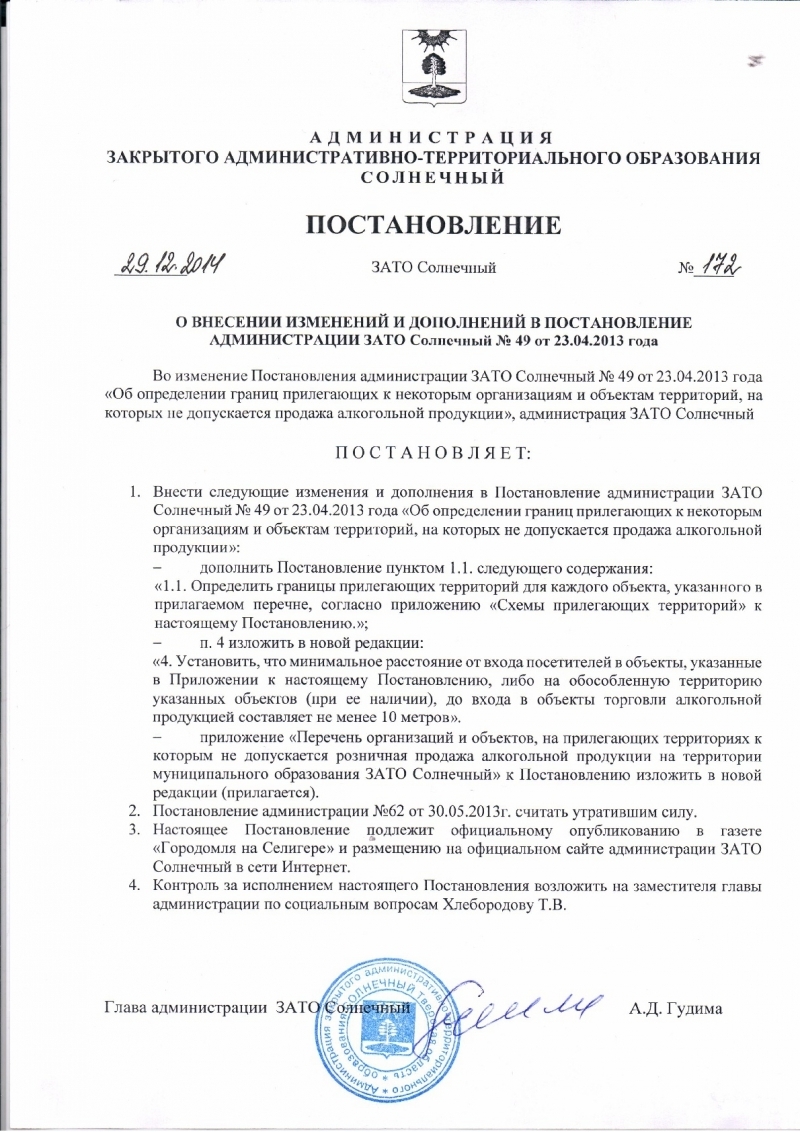 А Д М И Н И С Т Р А Ц И Я
ЗАКРЫТОГО АДМИНИСТРАТИВНО-ТЕРРИТОРИАЛЬНОГО ОБРАЗОВАНИЯ
С О Л Н Е Ч Н Ы Й
ПОСТАНОВЛЕНИЕ
29.12.2014 ЗАТО Солнечный № 172
О ВНЕСЕНИИ ИЗМЕНЕНИЙ И ДОПОЛНЕНИЙ В ПОСТАНОВЛЕНИЕ
АДМИНИСТРАЦИИ ЗАТО Солнечный № 49 от 23.04.2013 года
Во изменение Постановления администрации ЗАТО Солнечный № 49 от 23.04.2013 года
«Об определении границ прилегающих к некоторым организациям и объектам территорий, на
которых не допускается продажа алкогольной продукции», администрация ЗАТО Солнечный
П О С Т А Н О В Л Я Е Т:
1. Внести следующие изменения и дополнения в Постановление администрации ЗАТО
Солнечный № 49 от 23.04.2013 года «Об определении границ прилегающих к некоторым
организациям и объектам территорий, на которых не допускается продажа алкогольной
продукции»:
– дополнить Постановление пунктом 1.1. следующего содержания:
«1.1. Определить границы прилегающих территорий для каждого объекта, указанного в
прилагаемом перечне, согласно приложению «Схемы прилегающих территорий» к
настоящему Постановлению.»;
– п. 4 изложить в новой редакции:
«4. Установить, что минимальное расстояние от входа посетителей в объекты, указанные
в Приложении к настоящему Постановлению, либо на обособленную территорию
указанных объектов (при ее наличии), до входа в объекты торговли алкогольной
продукцией составляет не менее 10 метров».
– приложение «Перечень организаций и объектов, на прилегающих территориях к
которым не допускается розничная продажа алкогольной продукции на территории
муниципального образования ЗАТО Солнечный» к Постановлению изложить в новой
редакции (прилагается).
2. Постановление администрации №62 от 30.05.2013г. считать утратившим силу.
3. Настоящее Постановление подлежит официальному опубликованию в газете
«Городомля на Селигере» и размещению на официальном сайте администрации ЗАТО
Солнечный в сети Интернет.
4. Контроль за исполнением настоящего Постановления возложить на заместителя главы
администрации по социальным вопросам Хлебородову Т.В.
Глава администрации ЗАТО Солнечный А.Д. Гудима
Администрация закрытого административно-территориального
образования СОЛНЕЧНЫЙ Тверская область